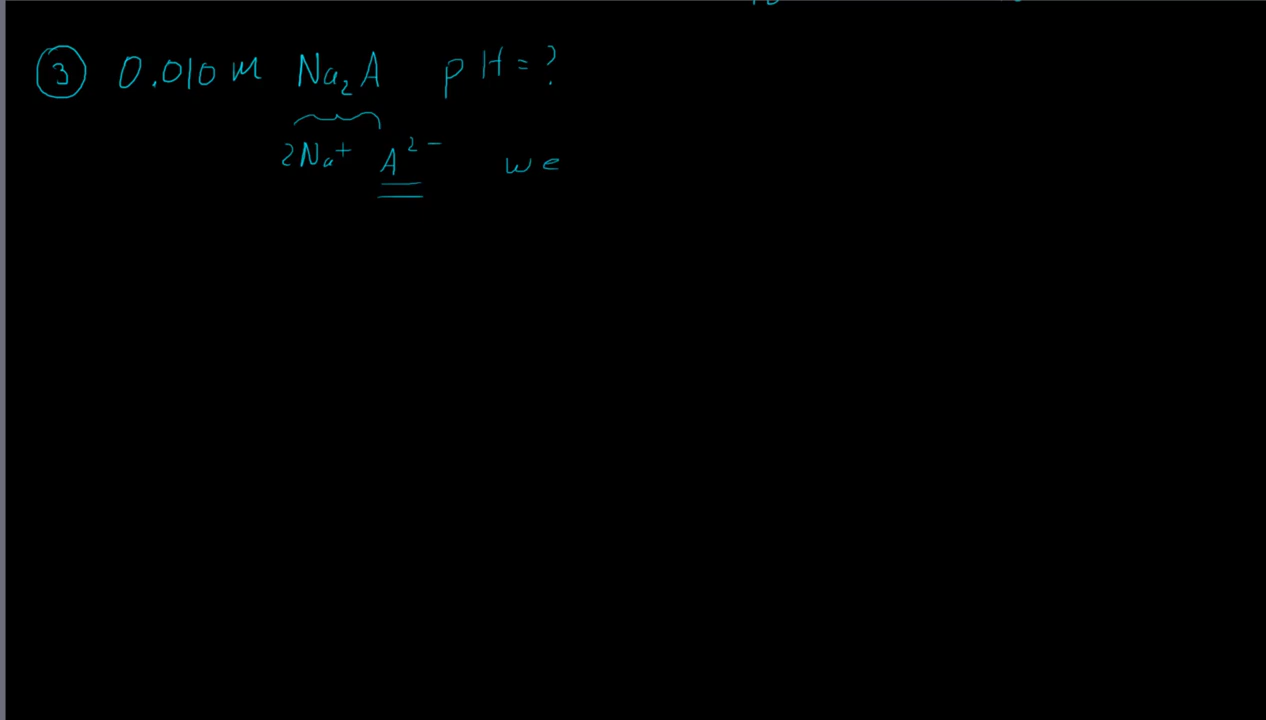 ③ 0.010 M Na₂A pH = ?
2Na⁺ A²⁻ we